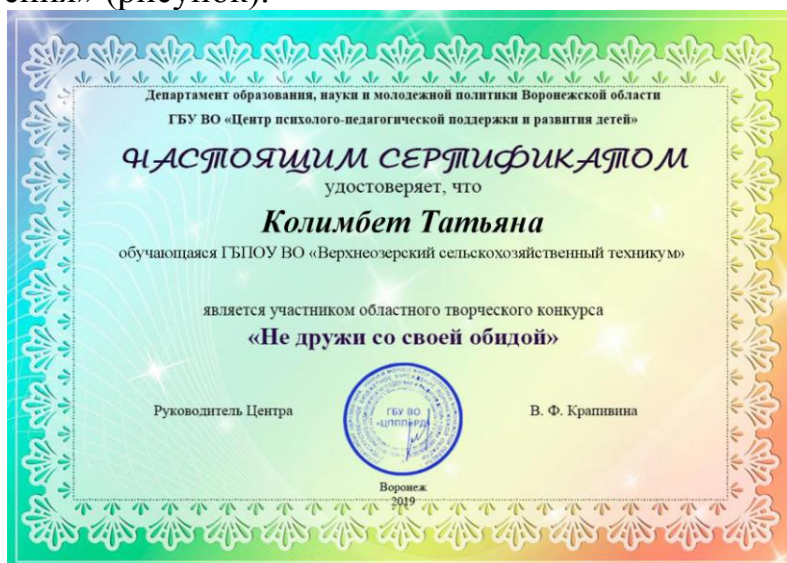 (рисунок).
Департамент образования, науки и молодежной политики Воронежской области
ГБУ ВО «Центр психолого-педагогической поддержки и развития детей»
НАСТОЯЩИМ СЕРТИФИКАТОМ
удостоверяет, что
Колимбет Татьяна
обучающаяся ГБПОУ ВО «Верхнеозерский сельскохозяйственный техникум»
является участником областного творческого конкурса
«Не дружи со своей обидой»
Руководитель Центра
ГБУ ВО
«ЦПППиРД»
В. Ф. Крапивина
Воронеж
2019